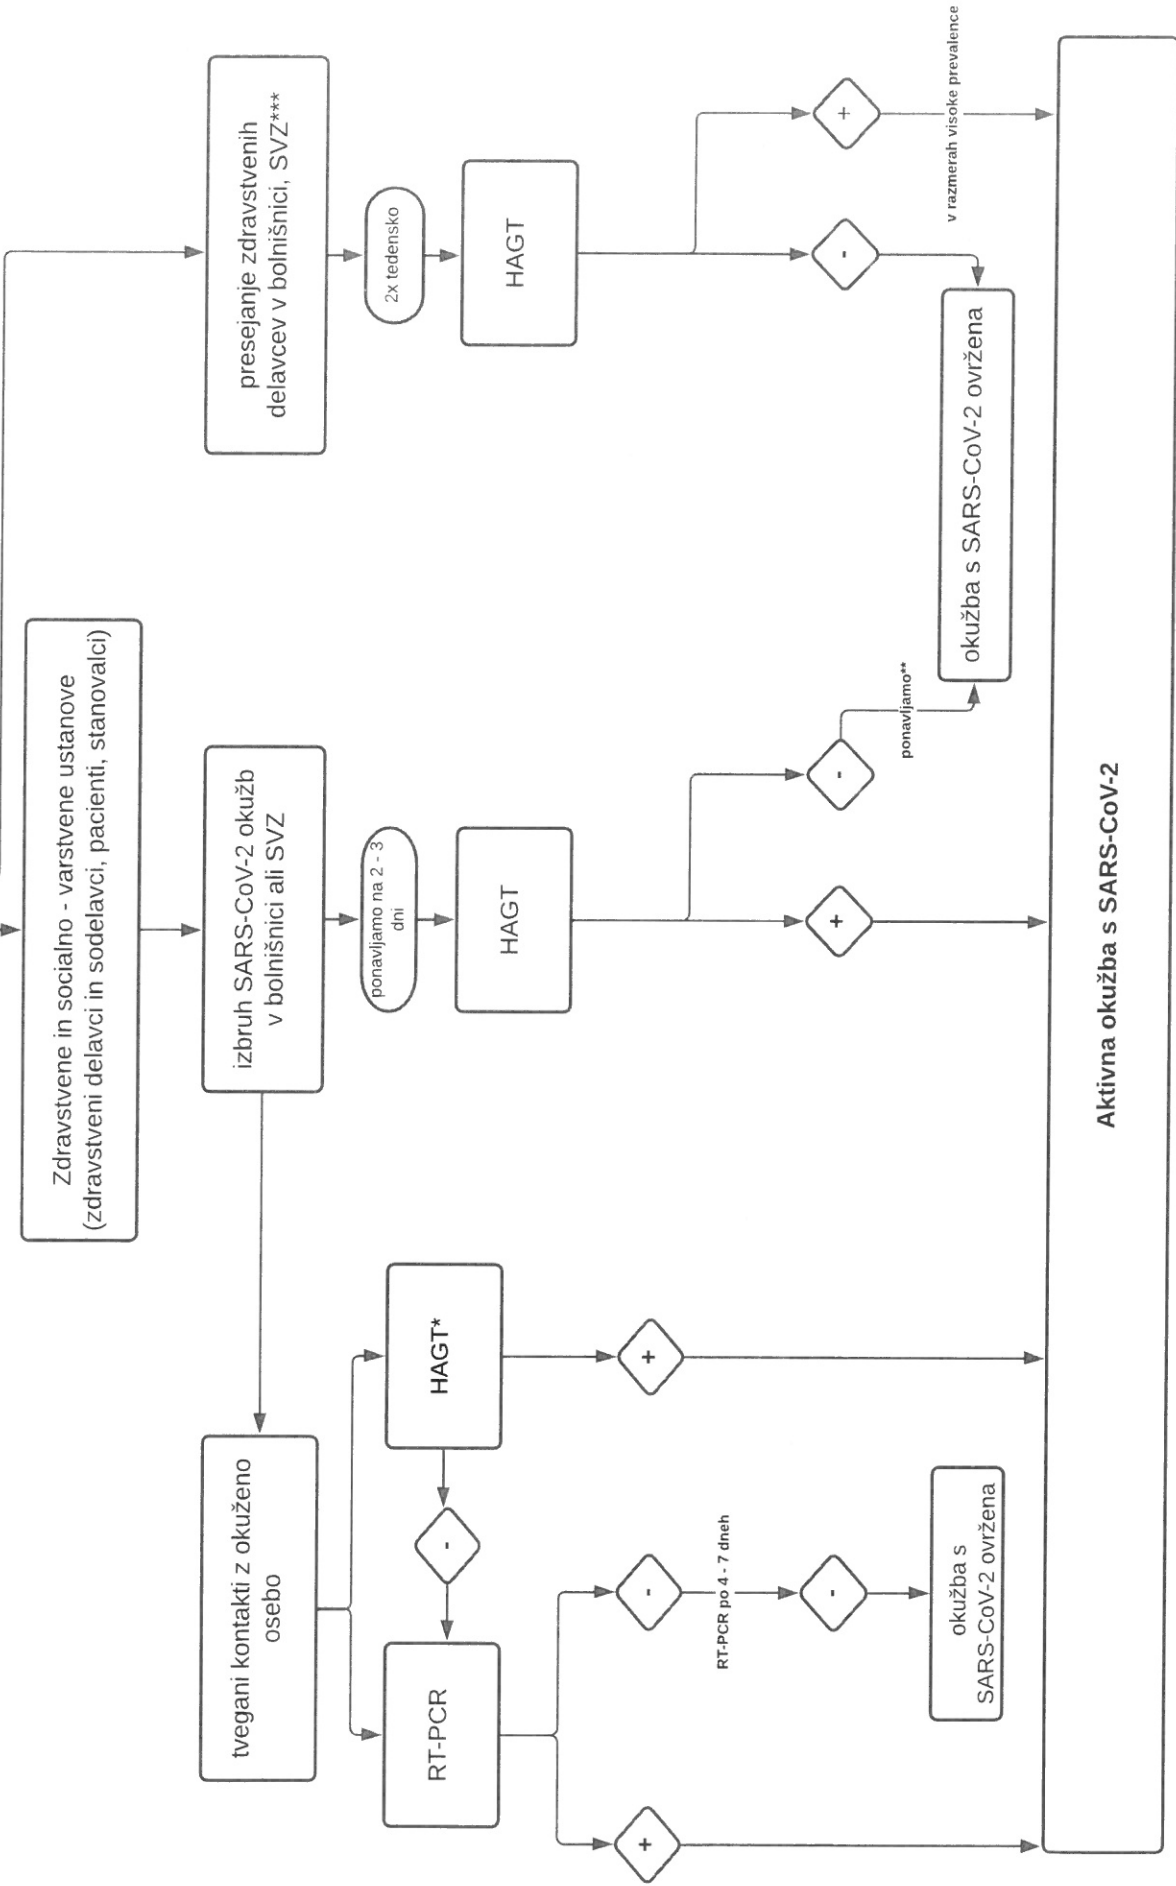 Zdravstvene in socialno - varstvene ustanove
(zdravstveni delavci in sodelavci, pacienti, stanovalci)
tvegani kontakti z okuženo
osebo
izbruh SARS-CoV-2 okužb
v bolnišnici ali SVZ
presejanje zdravstvenih
delavcev v bolnišnici, SVZ***
ponavljamo na 2 - 3
dni
2x tedensko
RT-PCR
-
HAGT*
HAGT
HAGT
+
-
+
RT-PCR po 4 - 7 dneh
-
+
-
-
+
ponavljamo**
v razmerah visoke prevalence
okužba s
SARS-CoV-2 ovržena
okužba s SARS-CoV-2 ovržena
Aktivna okužba s SARS-CoV-2